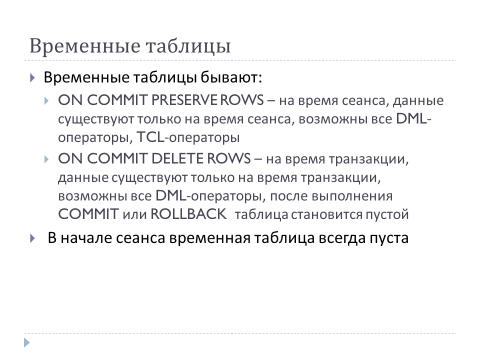 Временные таблицы
Временные таблицы бывают:
ON COMMIT PRESERVE ROWS – на время сеанса, данные
существуют только на время сеанса, возможны все DML-
операторы, TCL-операторы
ON COMMIT DELETE ROWS – на время транзакции,
данные существуют только на время транзакции,
возможны все DML-операторы, после выполнения
COMMIT или ROLLBACK таблица становится пустой
В начале сеанса временная таблица всегда пуста